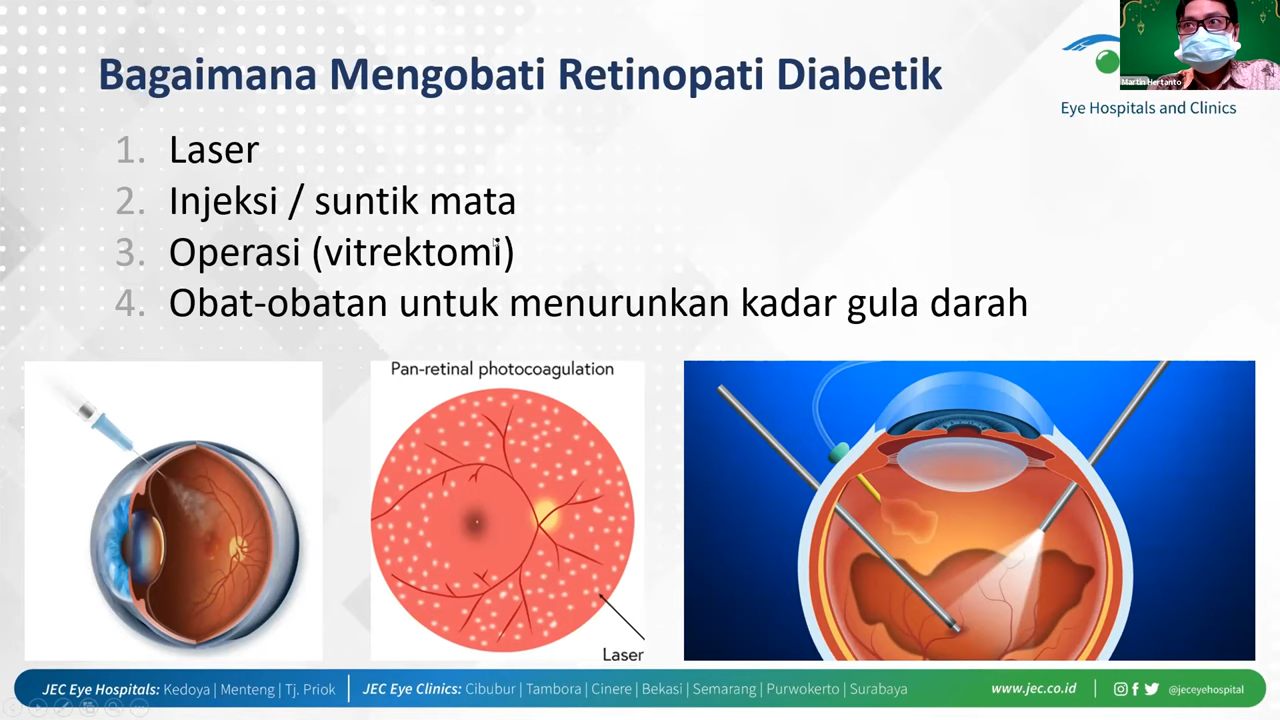 Bagaimana Mengobati Retinopati Diabetik
Martin Hertanto
Eye Hospitals and Clinics
1. Laser
2. Injeksi / suntik mata
3. Operasi (vitrektomi)
4. Obat-obatan untuk menurunkan kadar gula darah
Pan-retinal photocoagulation
Laser
JEC Eye Hospitals: Kedoya | Menteng | Tj. Priok
JEC Eye Clinics: Cibubur | Tambora | Cinere | Bekasi | Semarang | Purwokerto | Surabaya
www.jec.co.id
@jeceyehospital